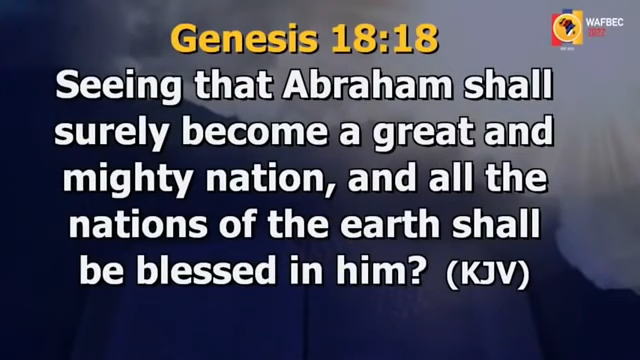 Genesis 18:18
WAFBEC
2022
Seeing that Abraham shall
surely become a great and
mighty nation, and all the
nations of the earth shall
be blessed in him? (KJV)